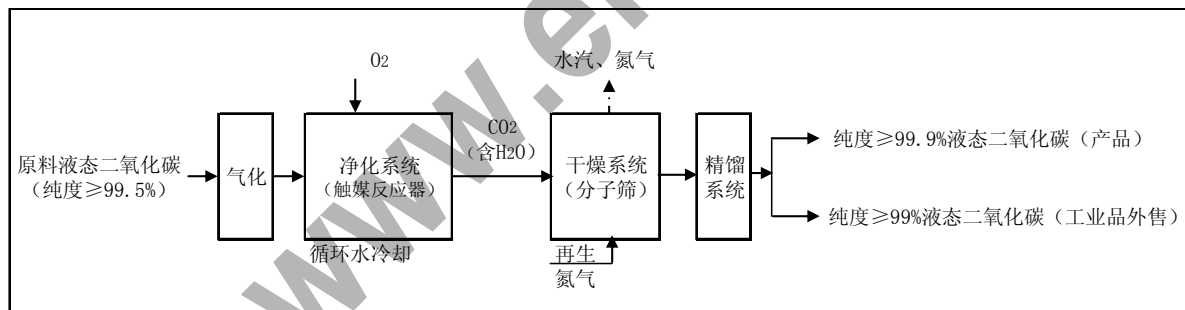 O2
水汽、氮气
原料液态二氧化碳
（纯度≥99.5%）
气化
净化系统
（触媒反应器）
循环水冷却
CO2
（含H2O）
干燥系统
（分子筛）
再生
氮气
精馏
系统
纯度≥99.9%液态二氧化碳（产品）
纯度≥99%液态二氧化碳（工业品外售）
www.e